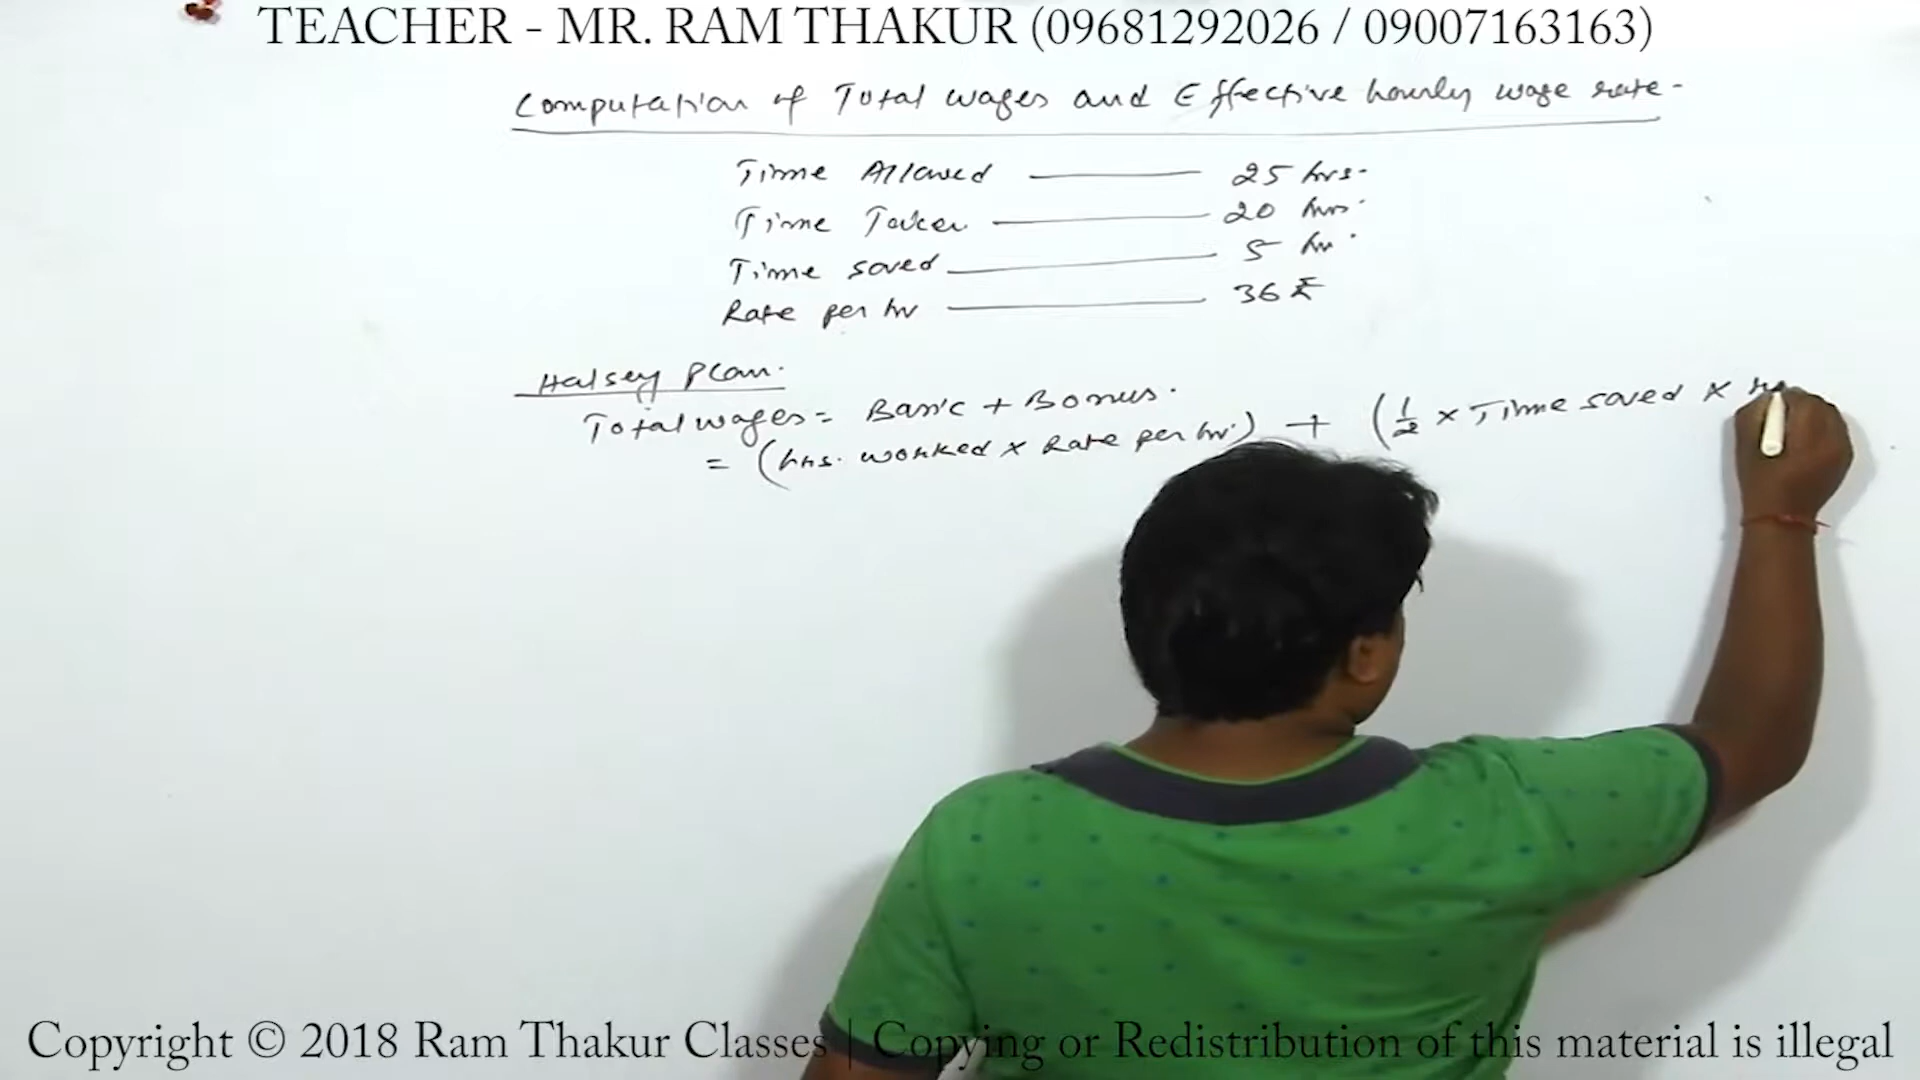 TEACHER - MR. RAM THAKUR (09681292026 / 09007163163)
Computation of Total wages and Effective hourly wage rate-
Time Allowed — 25 hrs.
Time Taken — 20 hrs.
Time saved — 5 hr.
Rate per hr — 36 ₹
Halsey Plan.
Total wages = Basic + Bonus.
= (hrs. worked × Rate per hr.) + (1/2 × Time saved × 
Copyright © 2018 Ram Thakur Classes | Copying or Redistribution of this material is illegal